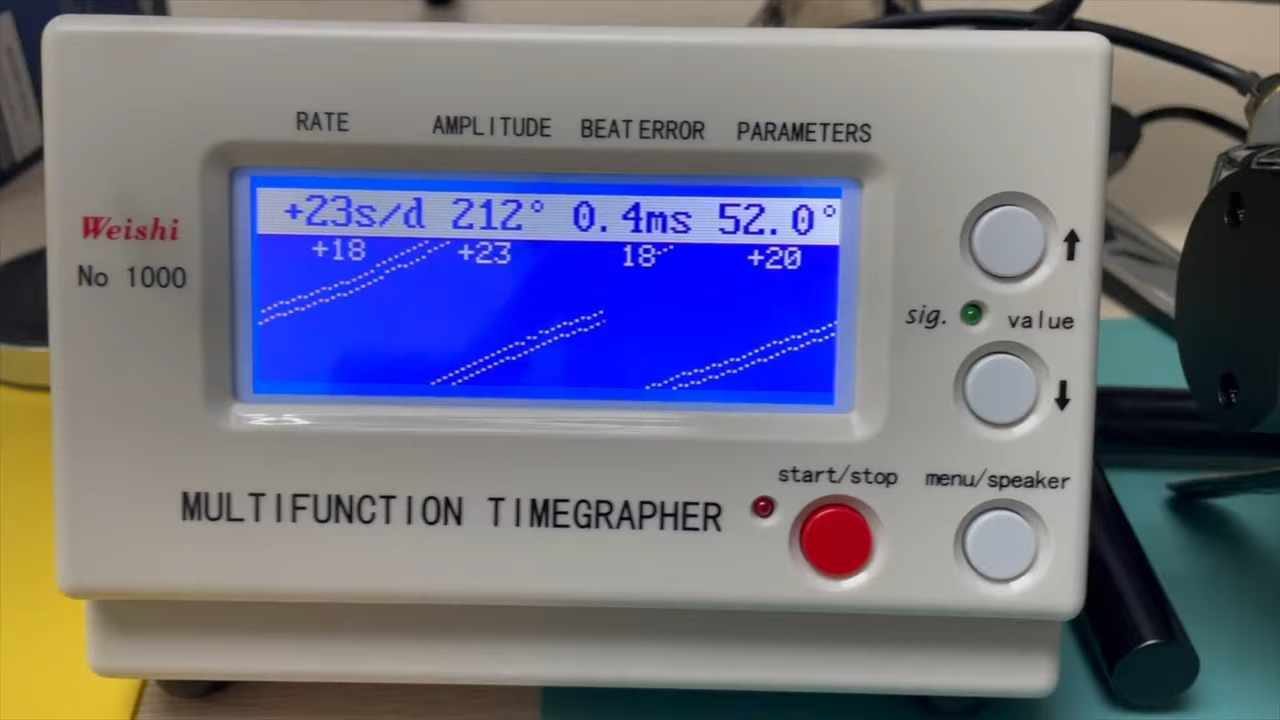 RATE AMPLITUDE BEAT ERROR PARAMETERS
+23s/d 212° 0.4ms 52.0°
+18 +23 18 +20
Weishi
No 1000
sig. value
start/stop menu/speaker
MULTIFUNCTION TIMEGRAPHER